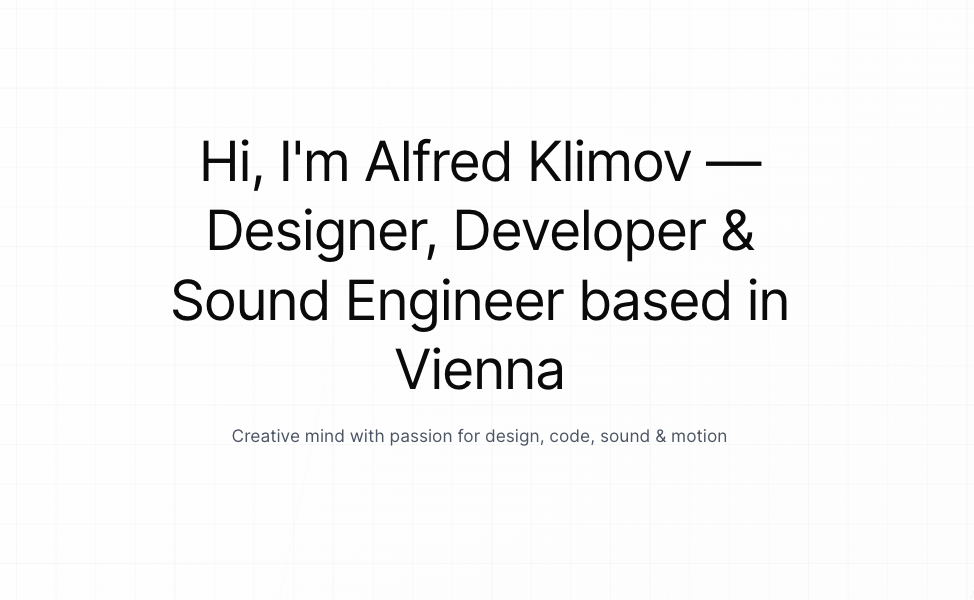 Hi, I'm Alfred Klimov —
Designer, Developer &
Sound Engineer based in
Vienna
Creative mind with passion for design, code, sound & motion